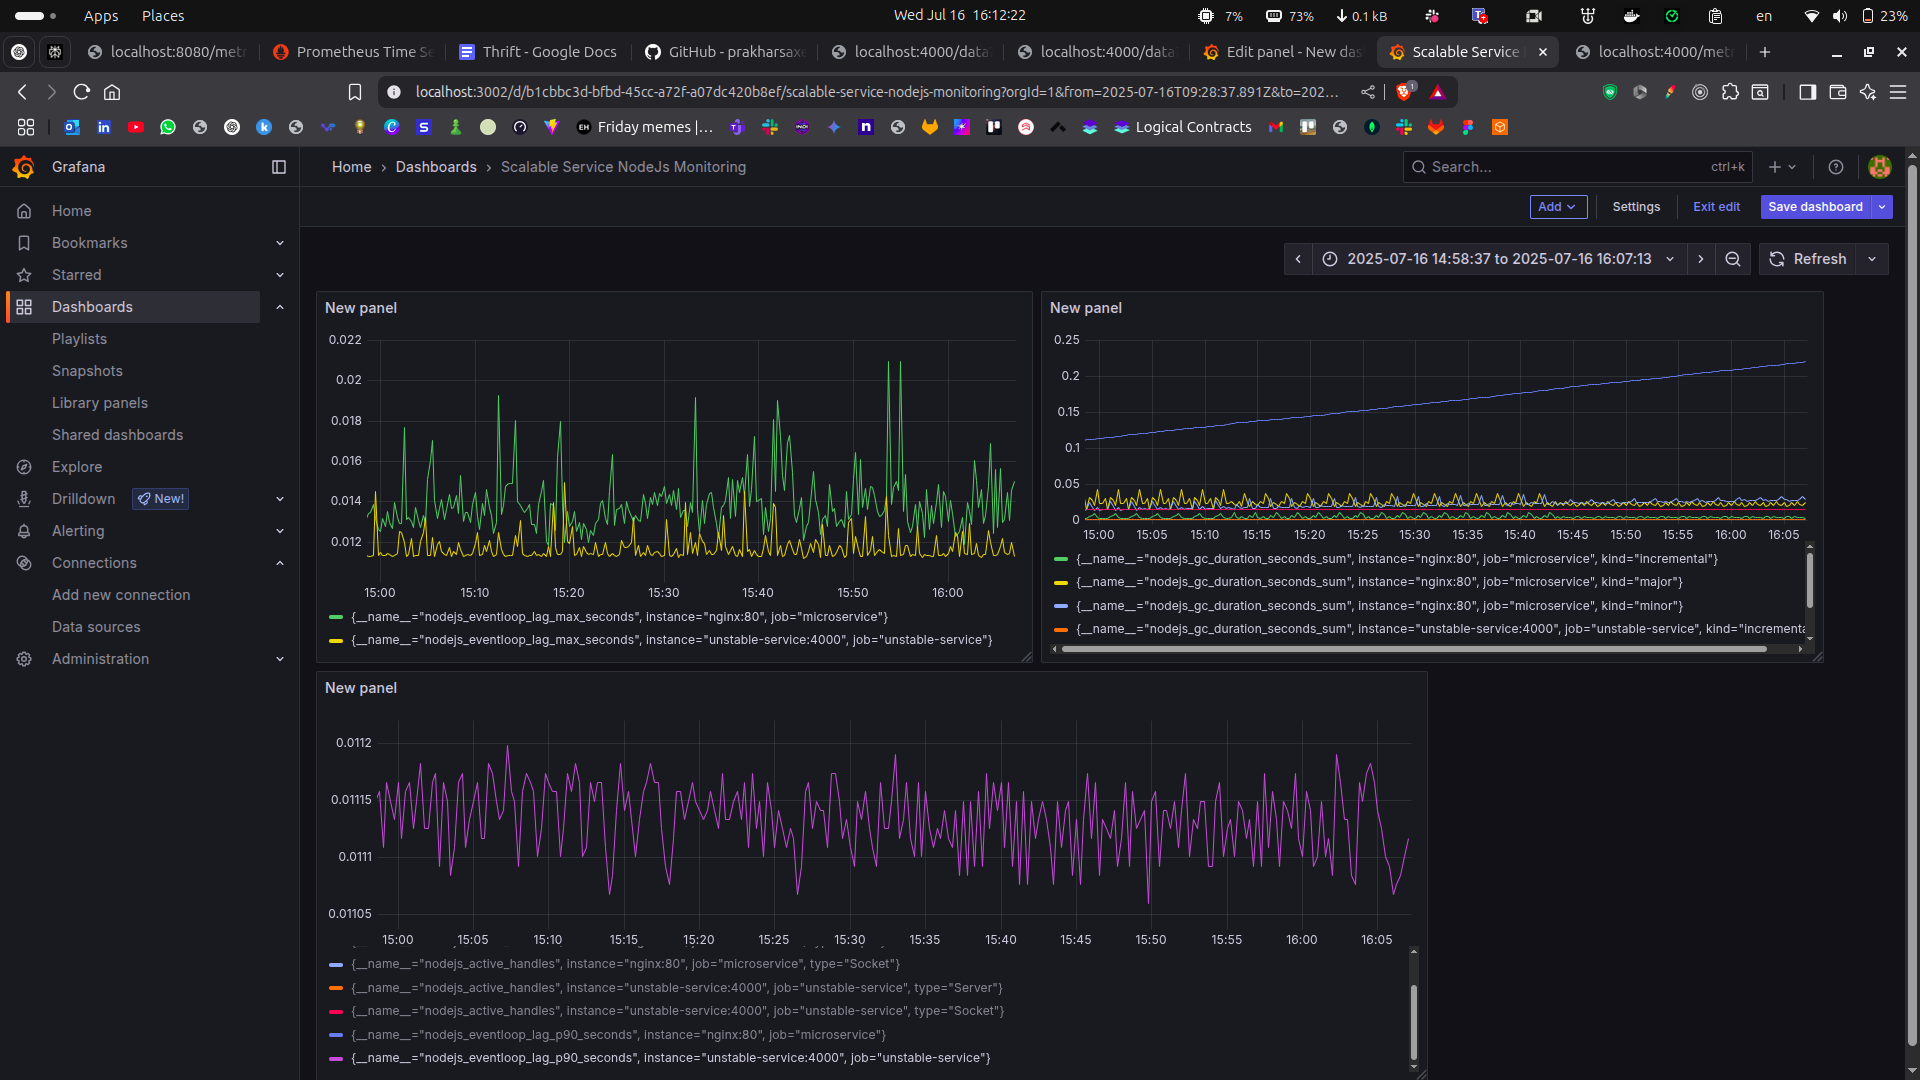 Apps Places Wed Jul 16 16:12:22 7% 73% 0.1 kB en 23%
localhost:8080/metr Prometheus Time Se Thrift - Google Docs GitHub - prakharsaxe localhost:4000/data localhost:4000/data Edit panel - New das Scalable Service localhost:4000/metr
localhost:3002/d/b1cbbc3d-bfbd-45cc-a72f-a07dc420b8ef/scalable-service-nodejs-monitoring?orgId=1&from=2025-07-16T09:28:37.891Z&to=202... 1
EH Friday memes |... Logical Contracts
Grafana
Home › Dashboards › Scalable Service NodeJs Monitoring
Search... ctrl+k
Add Settings Exit edit Save dashboard
2025-07-16 14:58:37 to 2025-07-16 16:07:13 Refresh
Home
Bookmarks
Starred
Dashboards
Playlists
Snapshots
Library panels
Shared dashboards
Explore
Drilldown New!
Alerting
Connections
Add new connection
Data sources
Administration
New panel
0.022
0.02
0.018
0.016
0.014
0.012
15:00 15:10 15:20 15:30 15:40 15:50 16:00
{__name__="nodejs_eventloop_lag_max_seconds", instance="nginx:80", job="microservice"}
{__name__="nodejs_eventloop_lag_max_seconds", instance="unstable-service:4000", job="unstable-service"}
New panel
0.25
0.2
0.15
0.1
0.05
0
15:00 15:05 15:10 15:15 15:20 15:25 15:30 15:35 15:40 15:45 15:50 15:55 16:00 16:05
{__name__="nodejs_gc_duration_seconds_sum", instance="nginx:80", job="microservice", kind="incremental"}
{__name__="nodejs_gc_duration_seconds_sum", instance="nginx:80", job="microservice", kind="major"}
{__name__="nodejs_gc_duration_seconds_sum", instance="nginx:80", job="microservice", kind="minor"}
{__name__="nodejs_gc_duration_seconds_sum", instance="unstable-service:4000", job="unstable-service", kind="incrementa
New panel
0.0112
0.01115
0.0111
0.01105
15:00 15:05 15:10 15:15 15:20 15:25 15:30 15:35 15:40 15:45 15:50 15:55 16:00 16:05
{__name__="nodejs_active_handles", instance="nginx:80", job="microservice", type="Socket"}
{__name__="nodejs_active_handles", instance="unstable-service:4000", job="unstable-service", type="Server"}
{__name__="nodejs_active_handles", instance="unstable-service:4000", job="unstable-service", type="Socket"}
{__name__="nodejs_eventloop_lag_p90_seconds", instance="nginx:80", job="microservice"}
{__name__="nodejs_eventloop_lag_p90_seconds", instance="unstable-service:4000", job="unstable-service"}